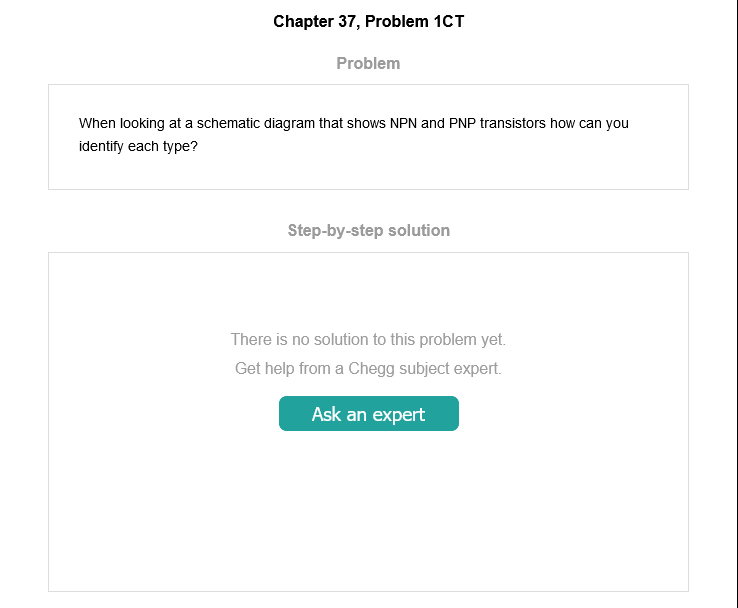 Chapter 37, Problem 1CT
Problem
When looking at a schematic diagram that shows NPN and PNP transistors how can you
identify each type?
Step-by-step solution
There is no solution to this problem yet.
Get help from a Chegg subject expert.
Ask an expert